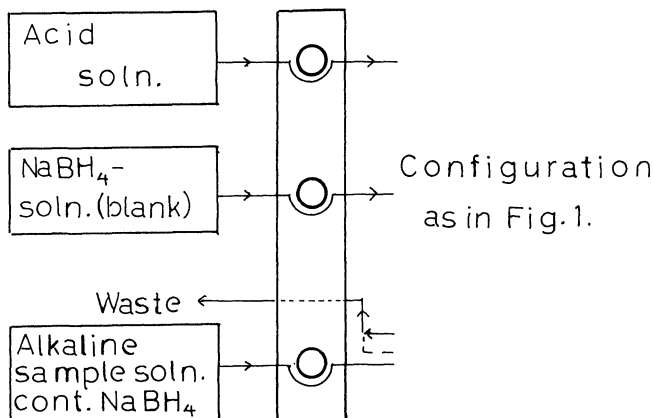 Acid
soln.
NaBH₄-
soln. (blank)
Configuration
as in Fig. 1.
Waste
Alkaline
sample soln.
cont. NaBH₄